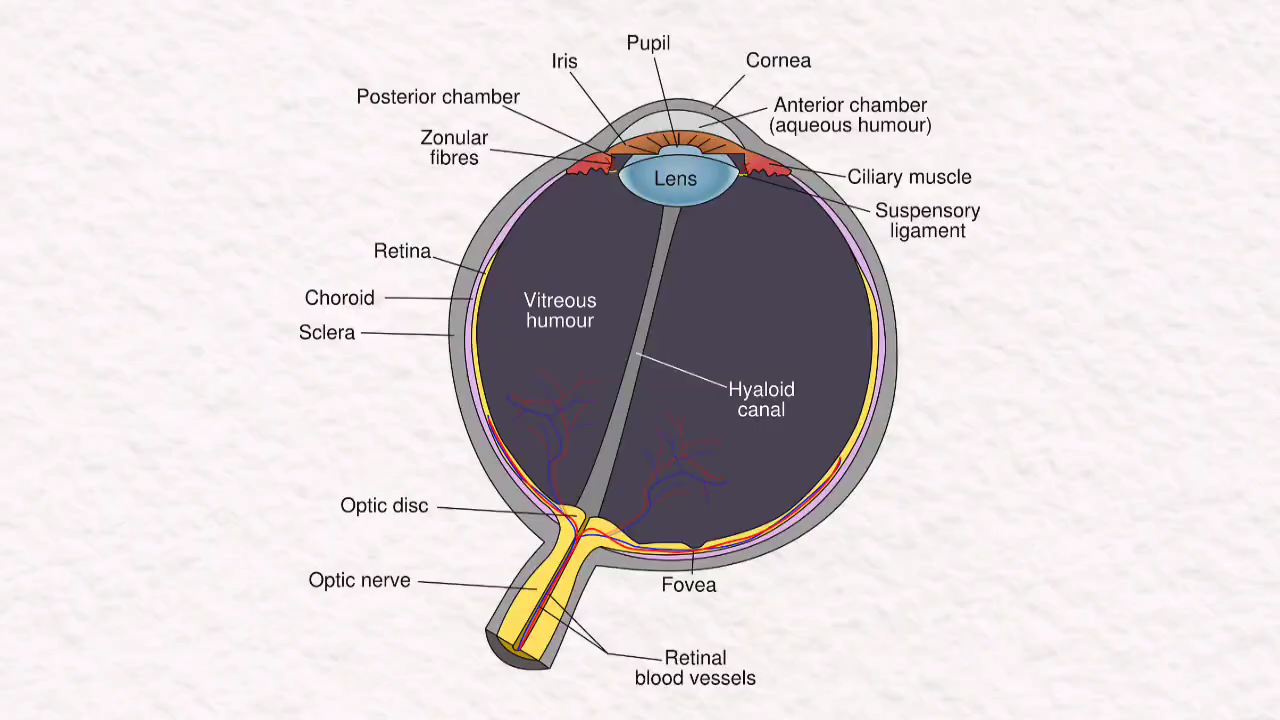 Pupil
Iris
Cornea
Posterior chamber
Anterior chamber
(aqueous humour)
Zonular
fibres
Lens
Ciliary muscle
Suspensory
ligament
Retina
Choroid
Vitreous
humour
Sclera
Hyaloid
canal
Optic disc
Optic nerve
Fovea
Retinal
blood vessels